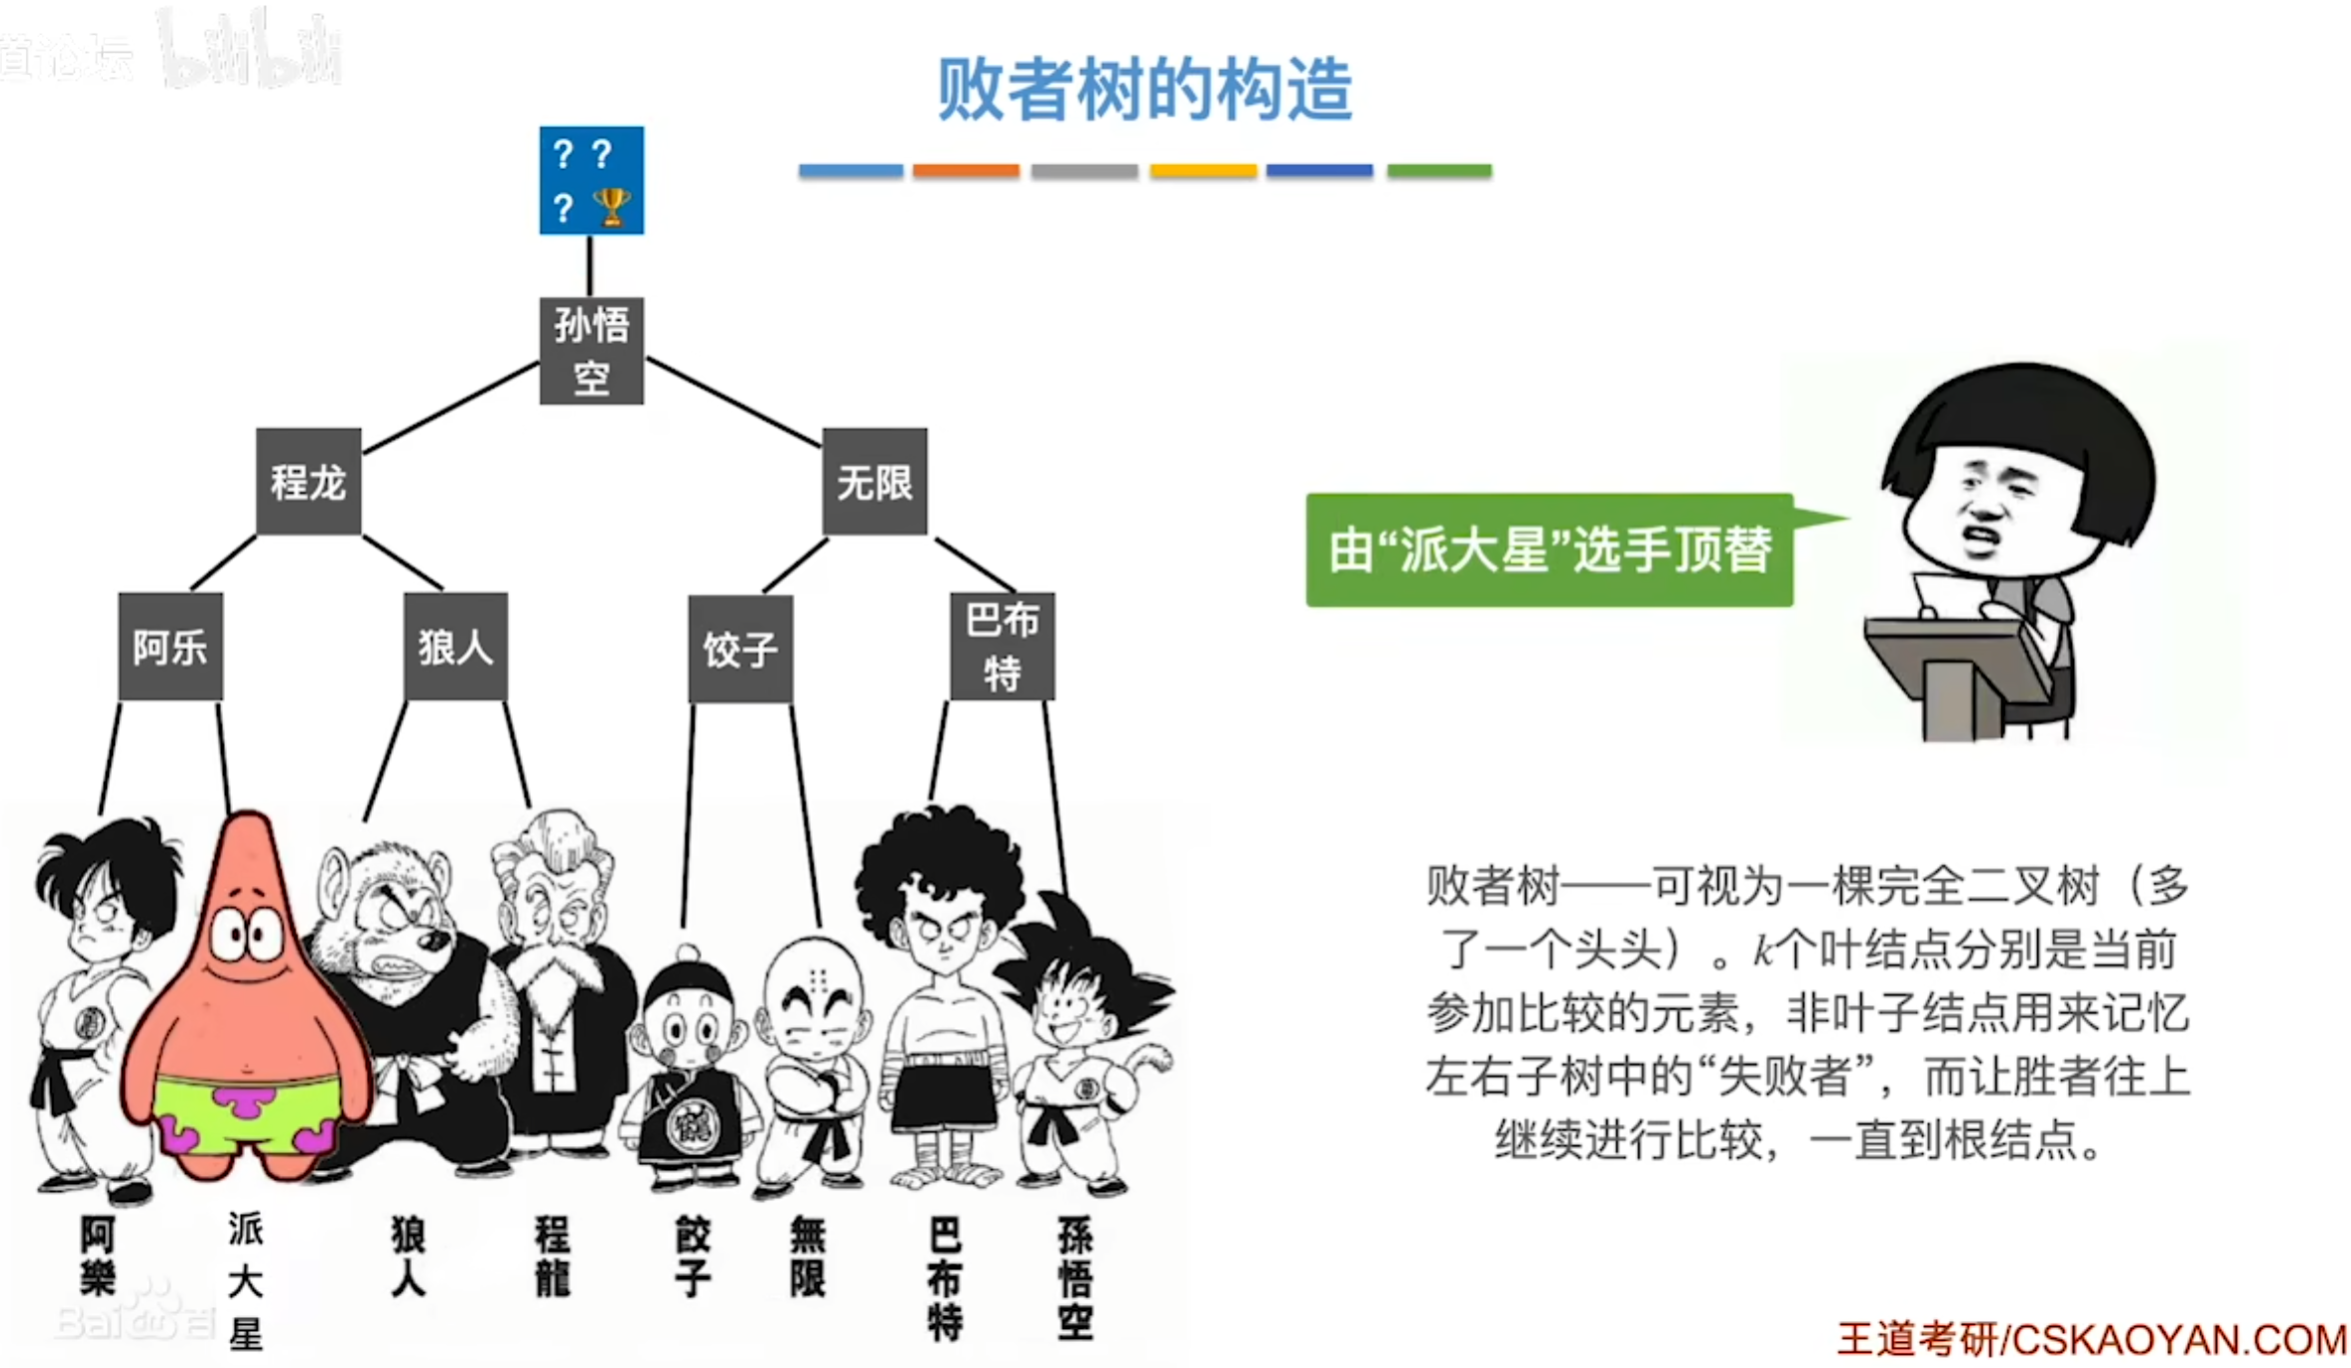 道论坛 bilibili
败者树的构造
? ?
?
孙悟
空
程龙
无限
阿乐
狼人
饺子
巴布
特
由“派大星”选手顶替
败者树——可视为一棵完全二叉树（多
了一个头头）。k个叶结点分别是当前
参加比较的元素，非叶子结点用来记忆
左右子树中的“失败者”，而让胜者往上
继续进行比较，一直到根结点。
鶴
阿樂
派大星
狼人
程龍
餃子
無限
巴布特
孫悟空
Bai 百
王道考研/CSKAOYAN.COM